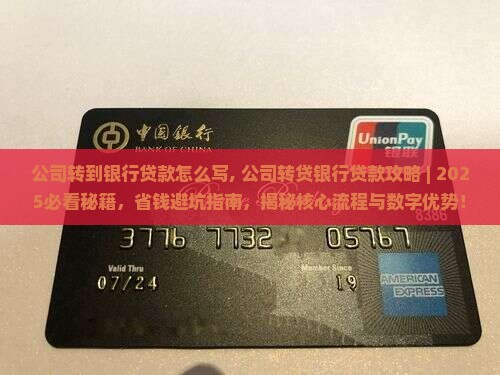 中国銀行
BANK OF CHINA
UnionPay
银联
公司转到银行贷款怎么写, 公司转贷银行贷款攻略 | 202
5必看秘籍，省钱避坑指南，揭秘核心流程与数字优势！
8386
3776 7732 05767
Valid Thru Member Since
07/24 19
AMERICAN
EXPRESS